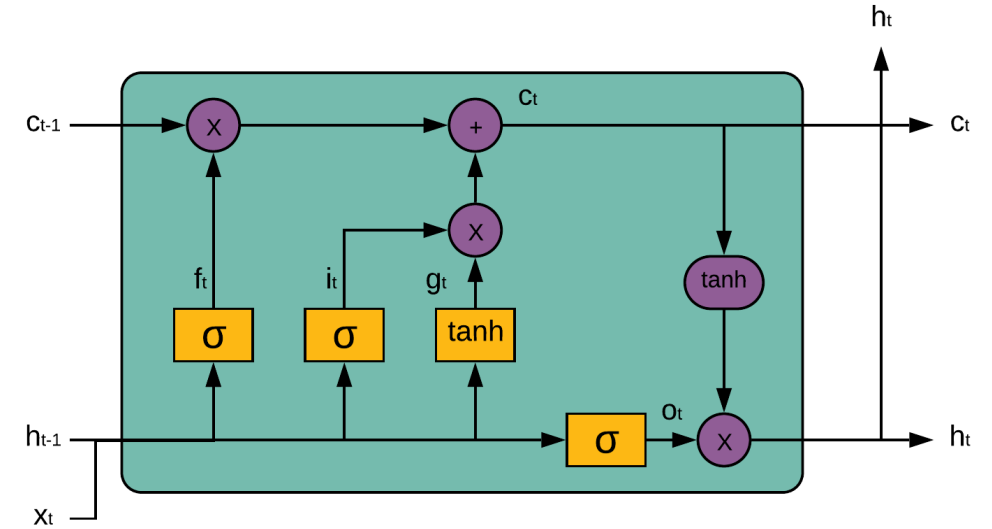 ht
ct
ct-1
X
+
ct
X
ft
it
gt
tanh
σ
σ
tanh
ht-1
σ
ot
X
ht
xt